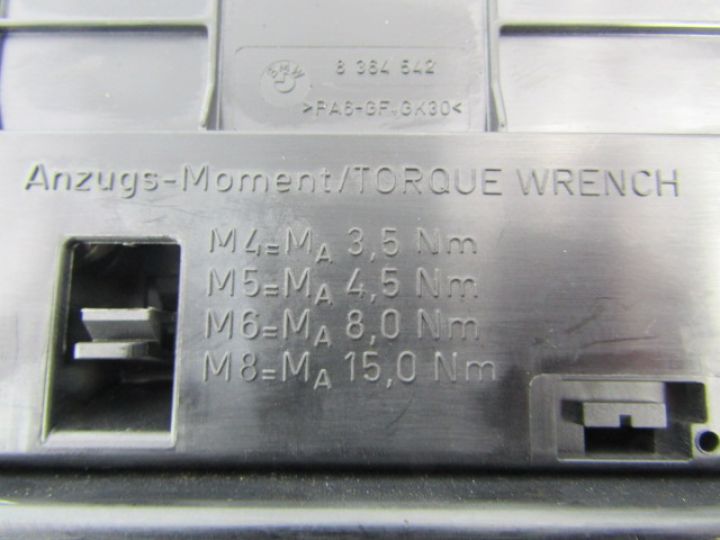 BMW
8 364 542
>PA6-GF+GK30<
Anzugs-Moment/TORQUE WRENCH
M4=MA 3,5 Nm
M5=MA 4,5 Nm
M6=MA 8,0 Nm
M8=MA 15,0 Nm